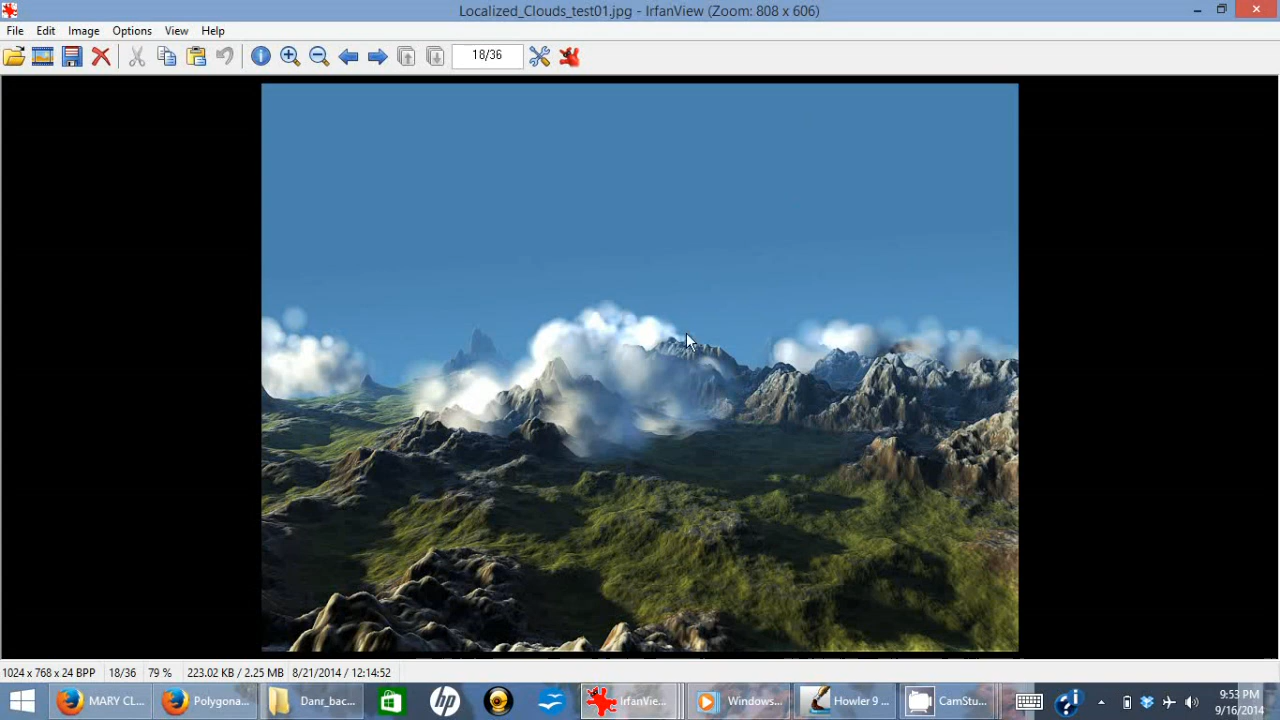 Localized_Clouds_test01.jpg - IrfanView (Zoom: 808 x 606)
File Edit Image Options View Help
18/36
1024 x 768 x 24 BPP 18/36 79 % 223.02 KB / 2.25 MB 8/21/2014 / 12:14:52
MARY CL... Polygona... Danr_bac... hp IrfanVie... Windows... Howler 9 ... CamStu... 9:53 PM
9/16/2014